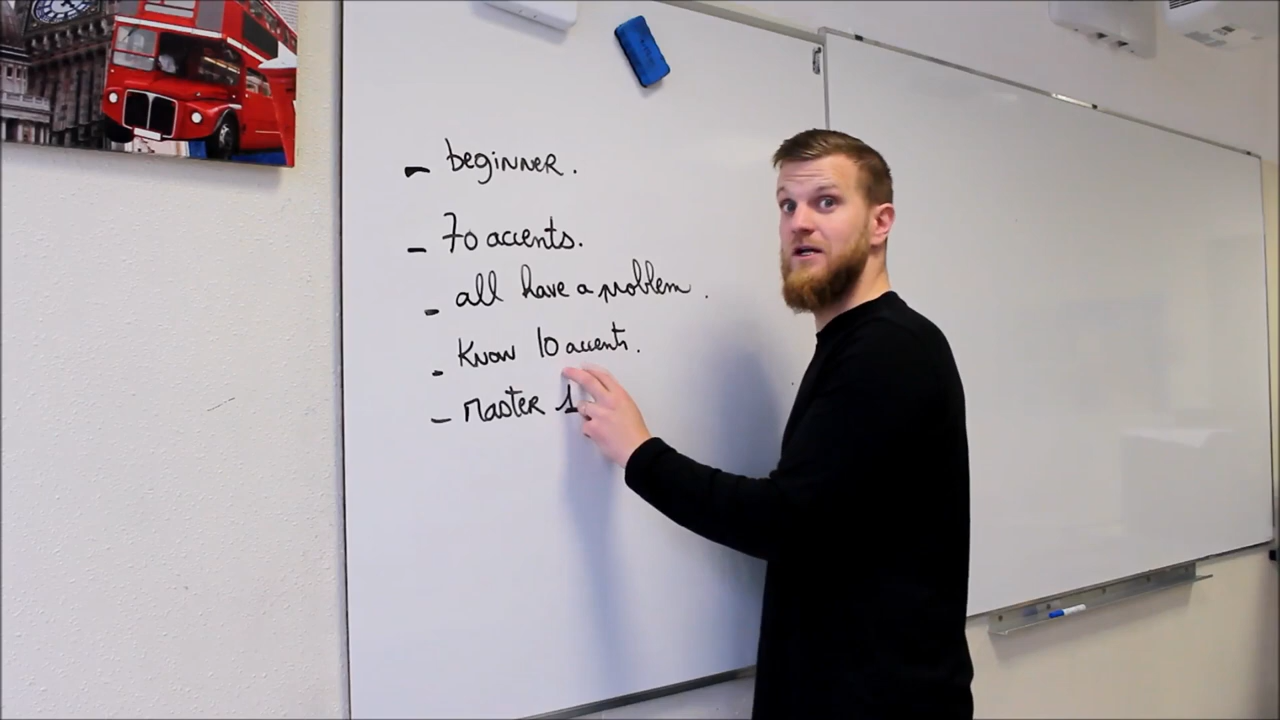 - beginner.
- 70 accents.
- all have a problem.
- Know 10 accents.
- Master 1